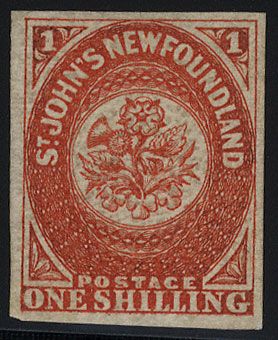 1 1
ST JOHN'S NEWFOUNDLAND
POSTAGE
ONE SHILLING